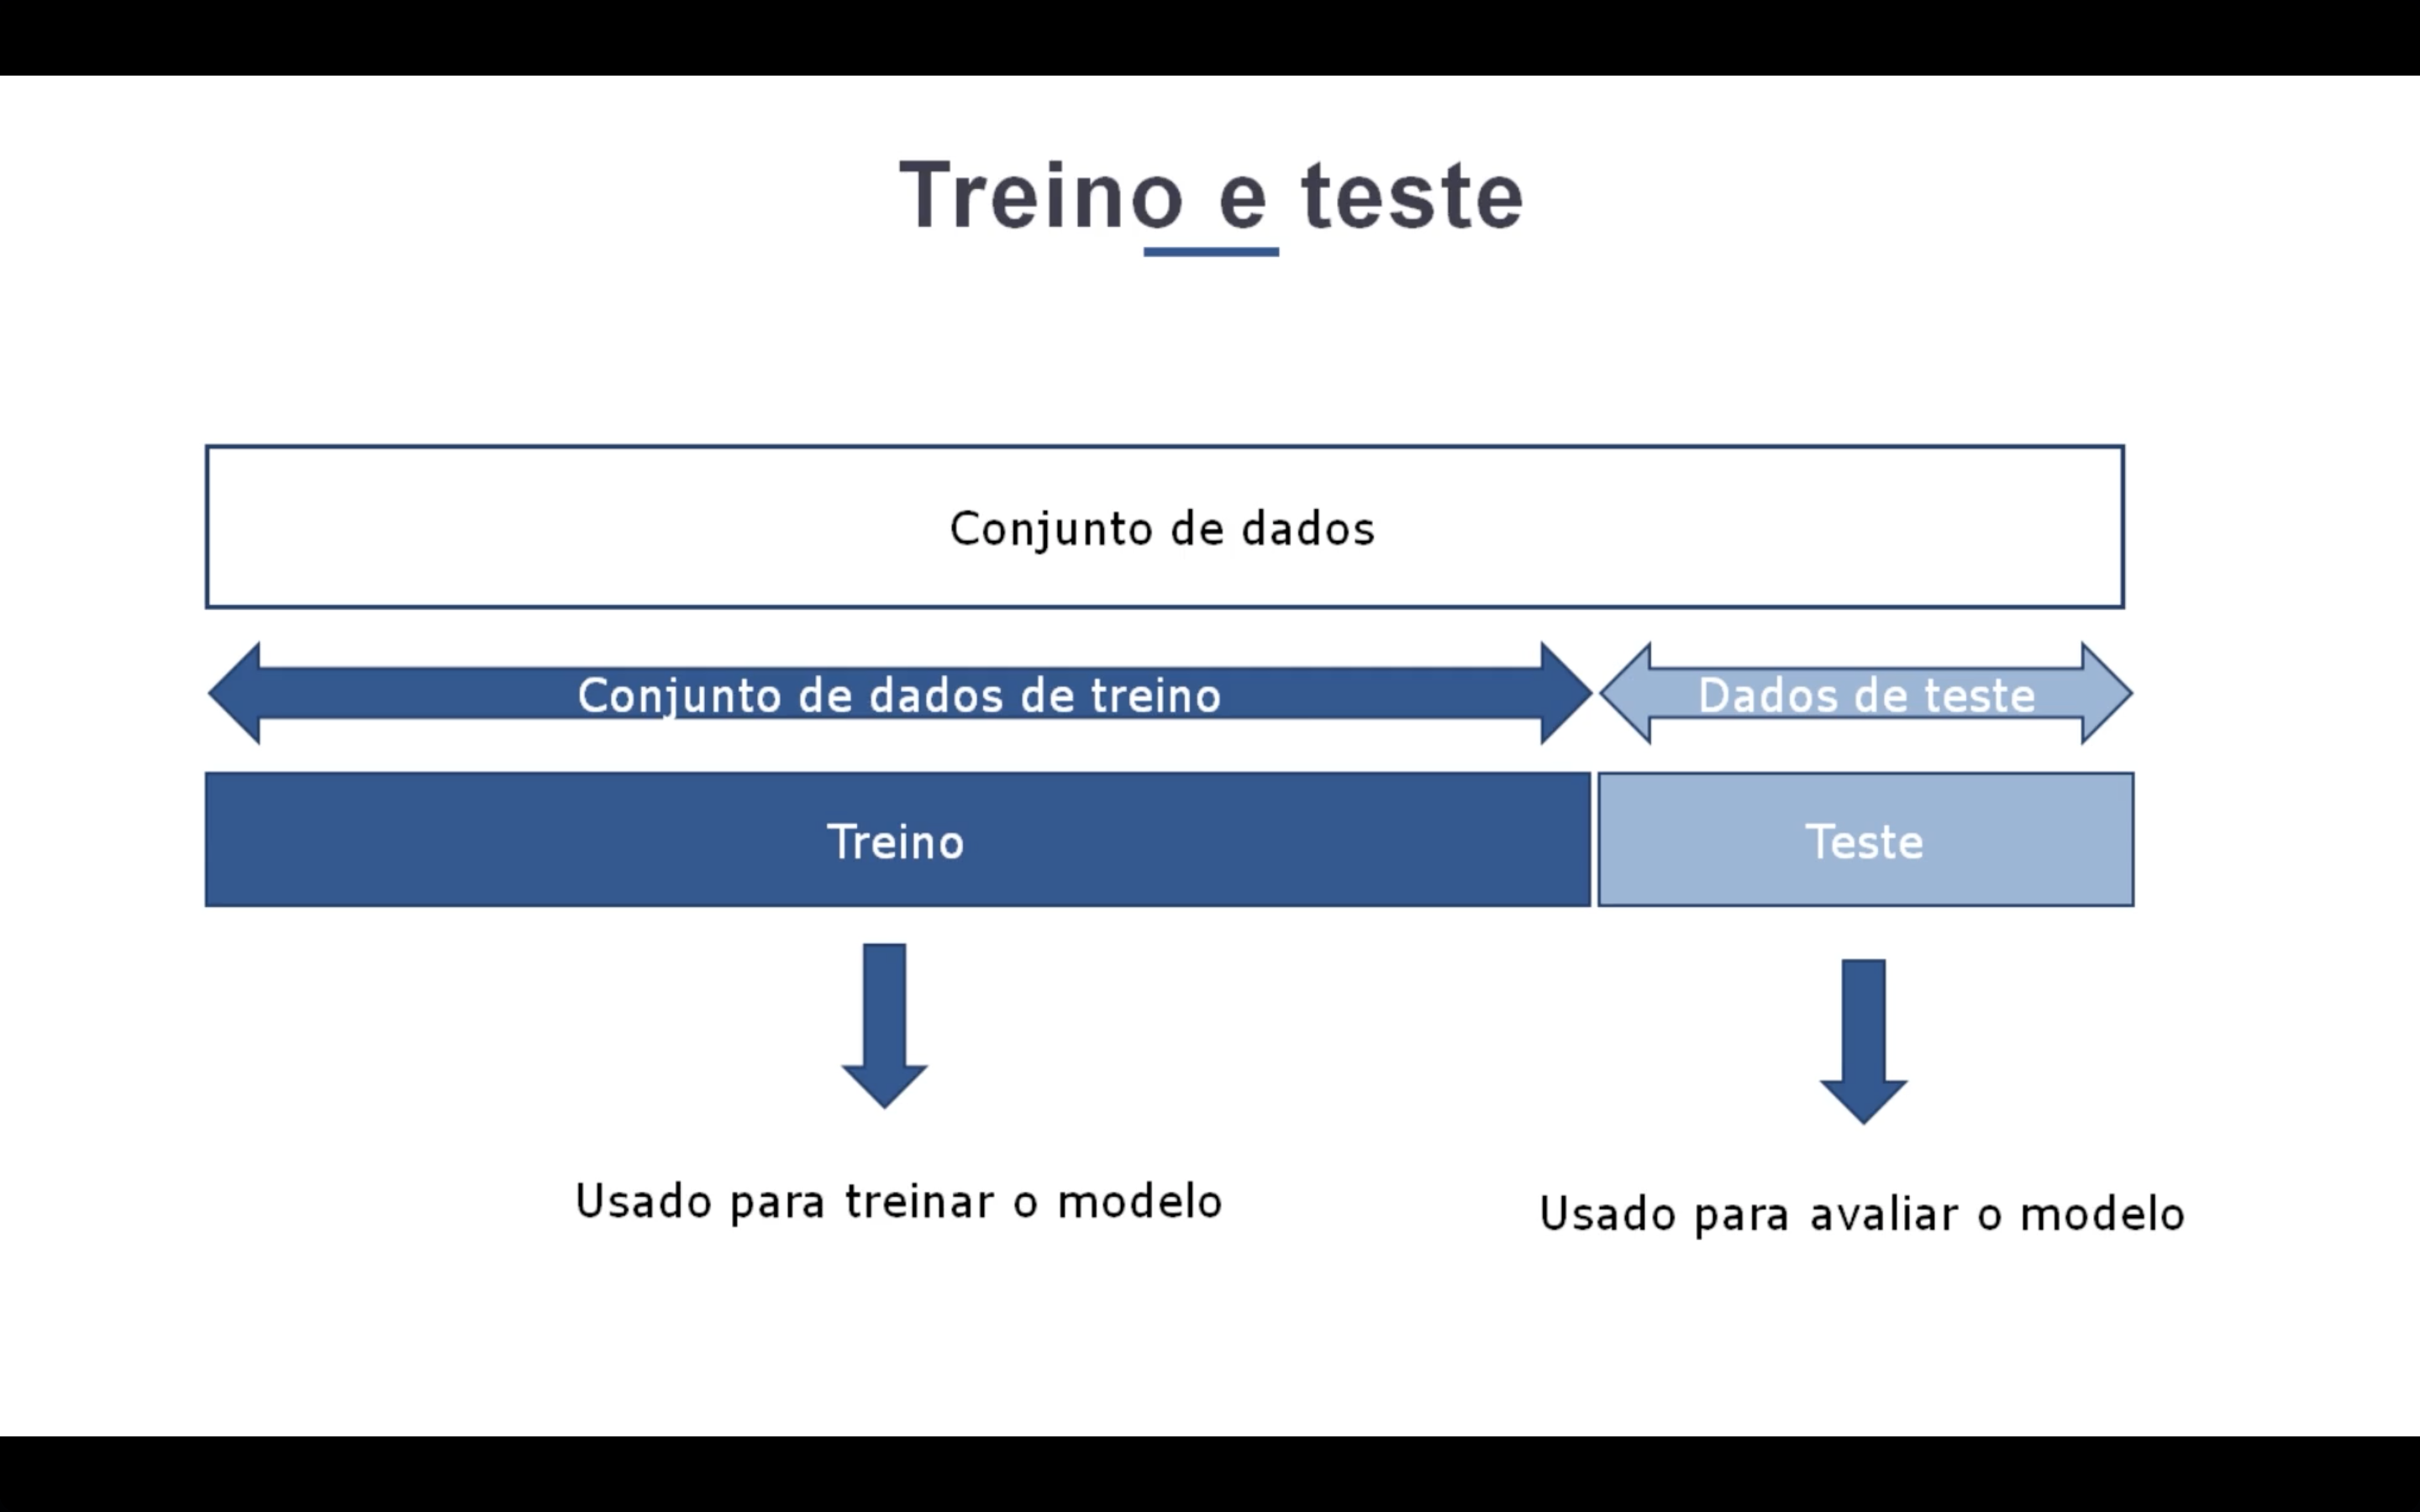 Treino e teste
Conjunto de dados
Conjunto de dados de treino
Dados de teste
Treino
Teste
Usado para treinar o modelo
Usado para avaliar o modelo